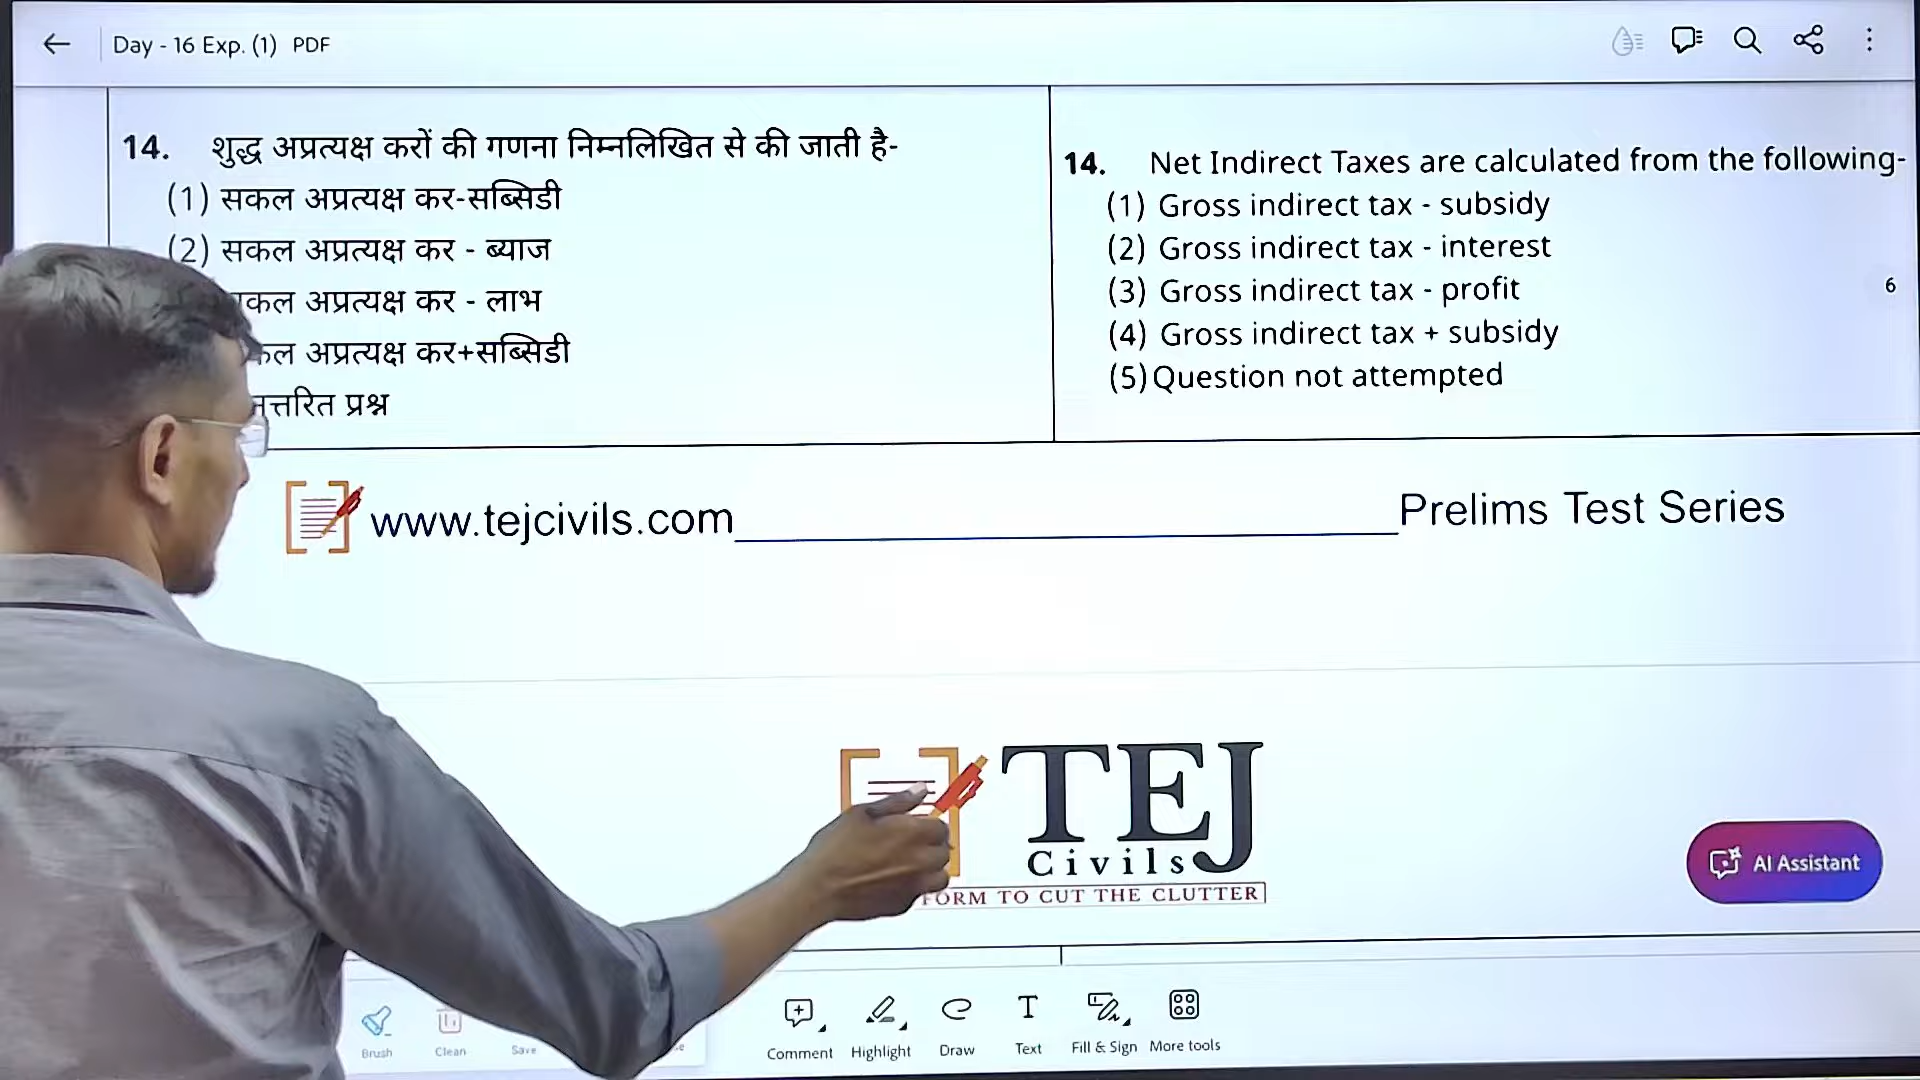 Day - 16 Exp. (1) PDF
14. शुद्ध अप्रत्यक्ष करों की गणना निम्नलिखित से की जाती है-
(1) सकल अप्रत्यक्ष कर-सब्सिडी
(2) सकल अप्रत्यक्ष कर - ब्याज
अप्रत्यक्ष कर - लाभ
अप्रत्यक्ष कर+सब्सिडी
प्रश्न
14. Net Indirect Taxes are calculated from the following-
(1) Gross indirect tax - subsidy
(2) Gross indirect tax - interest
(3) Gross indirect tax - profit
(4) Gross indirect tax + subsidy
(5) Question not attempted
6
www.tejcivils.com Prelims Test Series
TEJ
Civils
TO CUT THE CLUTTER
AI Assistant
Brush Clean Save
Comment Highlight Draw Text Fill & Sign More tools